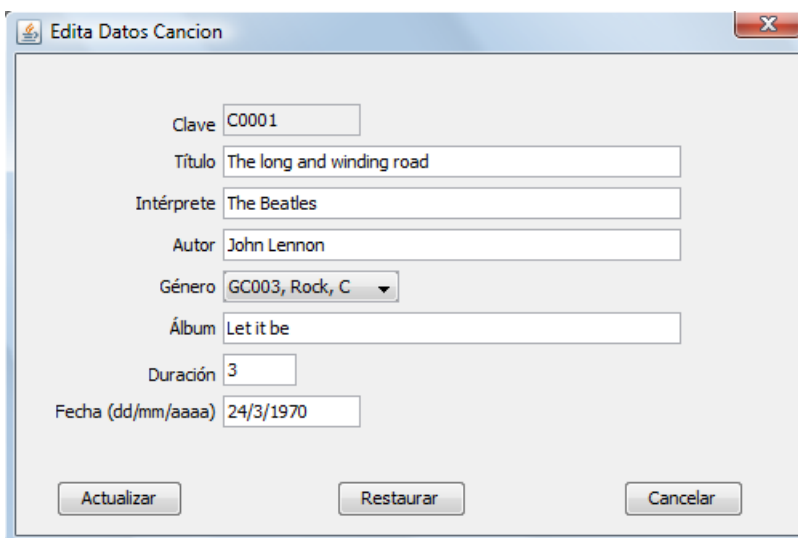 Edita Datos Cancion
Clave C0001
Título The long and winding road
Intérprete The Beatles
Autor John Lennon
Género GC003, Rock, C
Álbum Let it be
Duración 3
Fecha (dd/mm/aaaa) 24/3/1970
Actualizar Restaurar Cancelar